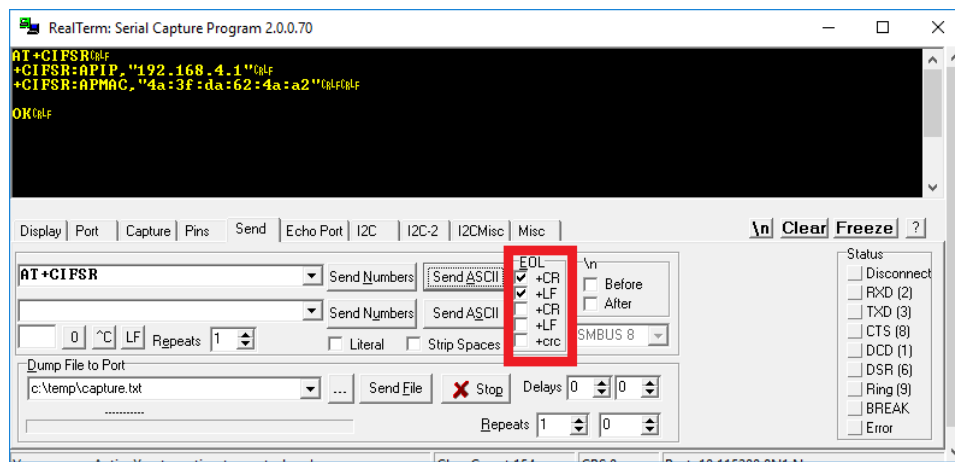 RealTerm: Serial Capture Program 2.0.0.70
AT+CIFSRCRLF
+CIFSR:APIP,"192.168.4.1"CRLF
+CIFSR:APMAC,"4a:3f:da:62:4a:a2"CRLFCRLF
OKCRLF
Display Port Capture Pins Send Echo Port I2C I2C-2 I2CMisc Misc \n Clear Freeze ?
AT+CIFSR Send Numbers Send ASCII
Send Numbers Send ASCII
0 ^C LF Repeats 1 Literal Strip Spaces
EOL
+CR
+LF
+CR
+LF
+crc
\n
Before
After
SMBUS 8
Dump File to Port
c:\temp\capture.txt ... Send File Stop Delays 0 0
-----------
Repeats 1 0
Status
Disconnect
RXD (2)
TXD (3)
CTS (8)
DCD (1)
DSR (6)
Ring (9)
BREAK
Error